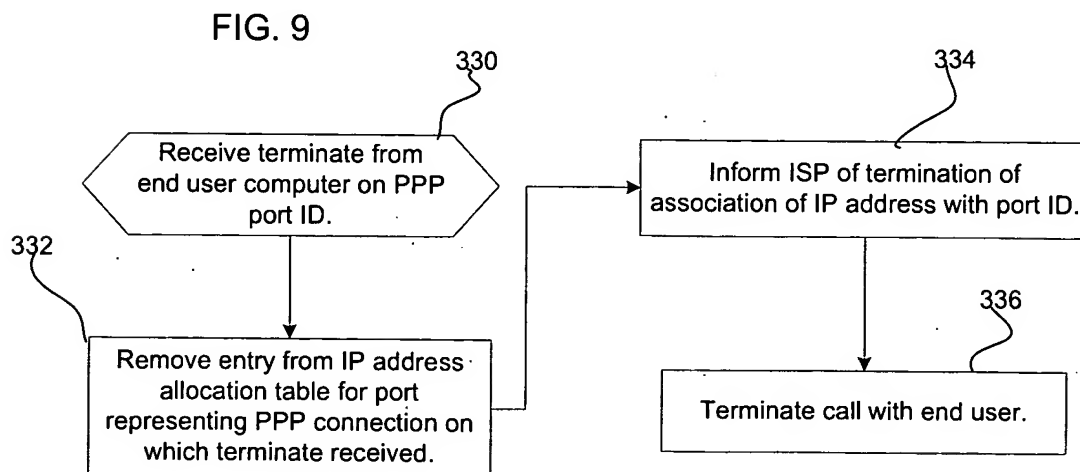 FIG. 9
330
Receive terminate from
end user computer on PPP
port ID.
332
Remove entry from IP address
allocation table for port
representing PPP connection on
which terminate received.
334
Inform ISP of termination of
association of IP address with port ID.
336
Terminate call with end user.